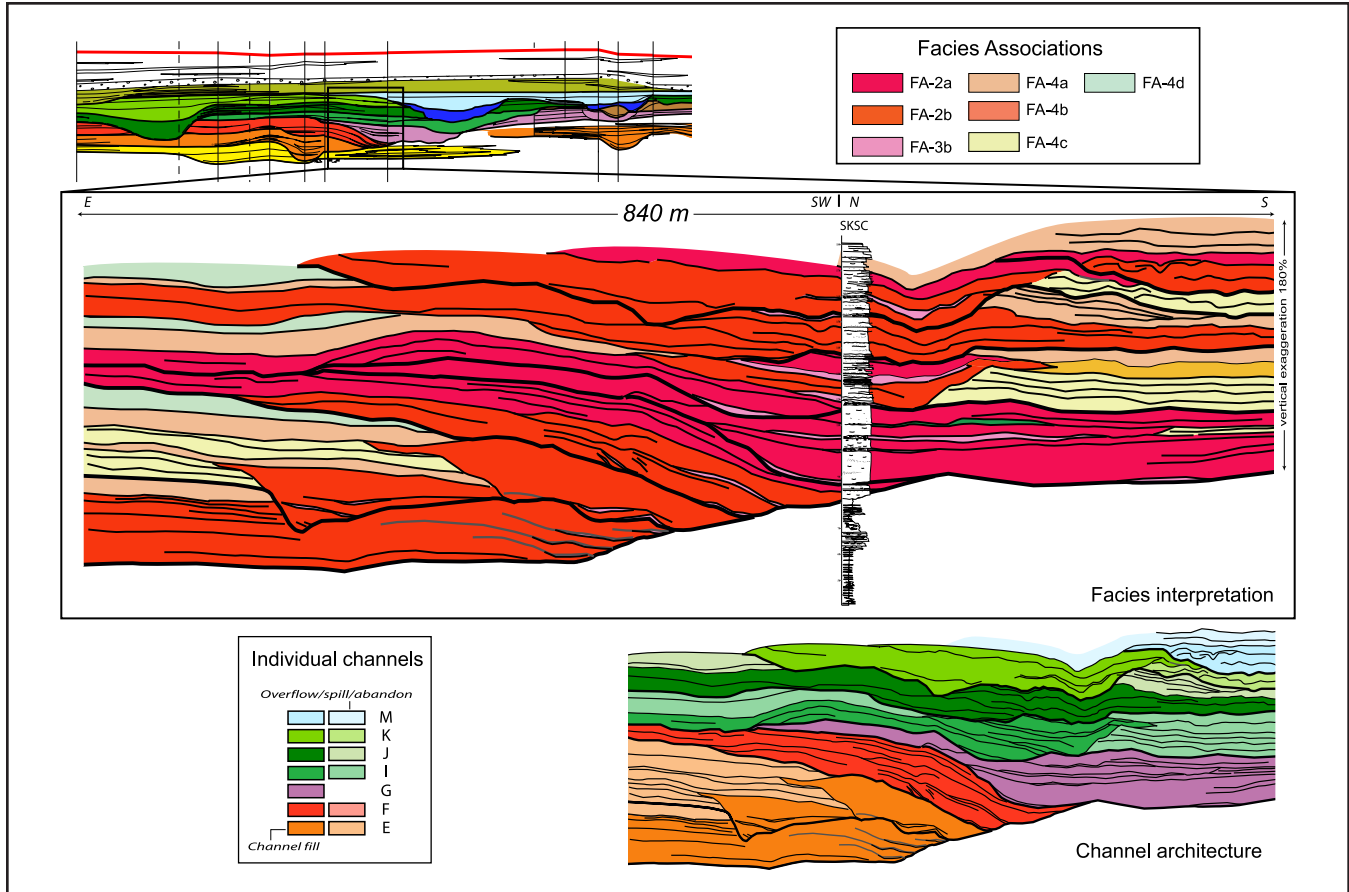 Facies Associations
FA-2a FA-4a FA-4d
FA-2b FA-4b
FA-3b FA-4c
E SW N S
840 m
SKSC
vertical exaggeration 180%
Facies interpretation
Individual channels
Overflow/spill/abandon
M
K
J
I
G
F
E
Channel fill
Channel architecture